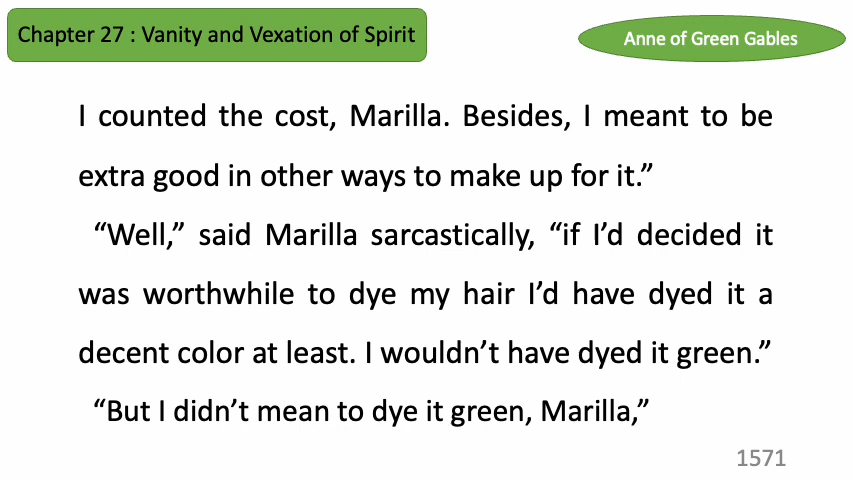 Chapter 27 : Vanity and Vexation of Spirit
Anne of Green Gables
I counted the cost, Marilla. Besides, I meant to be
extra good in other ways to make up for it.”
“Well,” said Marilla sarcastically, “if I’d decided it
was worthwhile to dye my hair I’d have dyed it a
decent color at least. I wouldn’t have dyed it green.”
“But I didn’t mean to dye it green, Marilla,”
1571